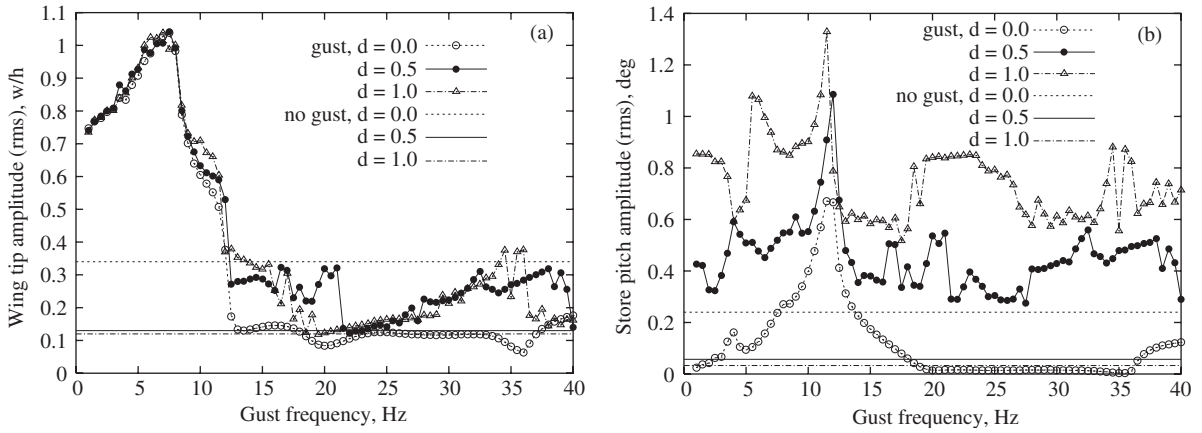 (a)
gust, d = 0.0
d = 0.5
d = 1.0
no gust, d = 0.0
d = 0.5
d = 1.0
Wing tip amplitude (rms), w/h
1.1
1
0.9
0.8
0.7
0.6
0.5
0.4
0.3
0.2
0.1
0
0 5 10 15 20 25 30 35 40
Gust frequency, Hz
(b)
gust, d = 0.0
d = 0.5
d = 1.0
no gust, d = 0.0
d = 0.5
d = 1.0
Store pitch amplitude (rms), deg
1.4
1.2
1
0.8
0.6
0.4
0.2
0
0 5 10 15 20 25 30 35 40
Gust frequency, Hz